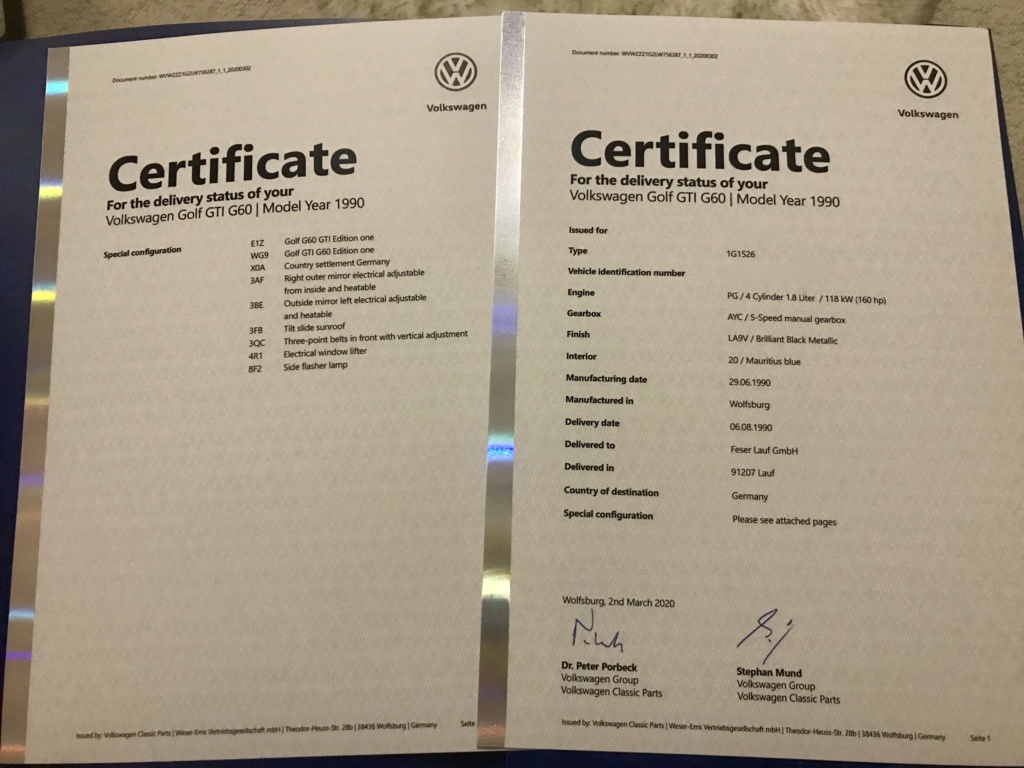 Document number: WVWZZZ1GZLW756287_1_1_20200302
Volkswagen
Certificate
For the delivery status of your
Volkswagen Golf GTI G60 | Model Year 1990
Special configuration
E1Z Golf G60 GTI Edition one
WG9 Golf GTI G60 Edition one
X0A Country settlement Germany
3AF Right outer mirror electrical adjustable
from inside and heatable
3BE Outside mirror left electrical adjustable
and heatable
3FB Tilt slide sunroof
3QC Three-point belts in front with vertical adjustment
4R1 Electrical window lifter
8F2 Side flasher lamp
Issued by: Volkswagen Classic Parts | Weser-Ems Vertriebsgesellschaft mbH | Theodor-Heuss-Str. 28b | 38436 Wolfsburg | Germany Seite
Document number: WVWZZZ1GZLW756287_1_1_20200302
Volkswagen
Certificate
For the delivery status of your
Volkswagen Golf GTI G60 | Model Year 1990
Issued for
Type 1G1526
Vehicle identification number
Engine PG / 4 Cylinder 1.8 Liter / 118 kW (160 hp)
Gearbox AYC / 5-Speed manual gearbox
Finish LA9V / Brilliant Black Metallic
Interior 20 / Mauritius blue
Manufacturing date 29.06.1990
Manufactured in Wolfsburg
Delivery date 06.08.1990
Delivered to Feser Lauf GmbH
Delivered in 91207 Lauf
Country of destination Germany
Special configuration Please see attached pages
Wolfsburg, 2nd March 2020
Dr. Peter Porbeck
Volkswagen Group
Volkswagen Classic Parts
Stephan Mund
Volkswagen Group
Volkswagen Classic Parts
Issued by: Volkswagen Classic Parts | Weser-Ems Vertriebsgesellschaft mbH | Theodor-Heuss-Str. 28b | 38436 Wolfsburg | Germany Seite 1